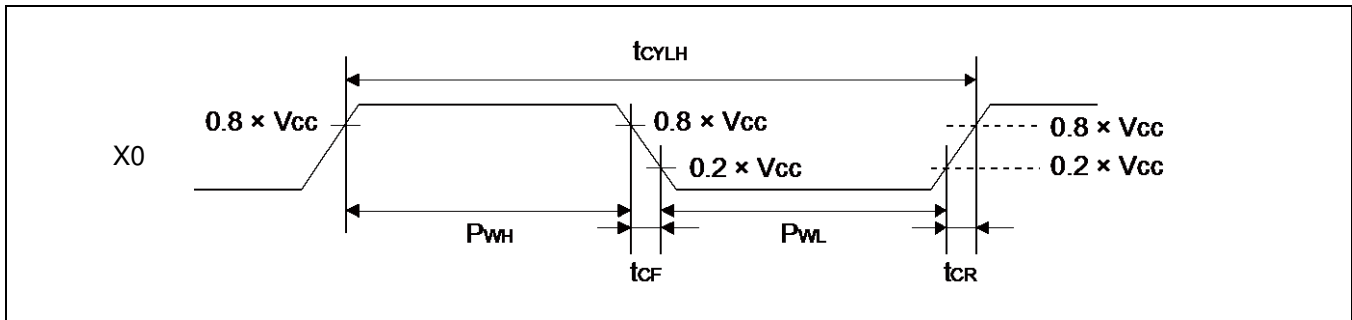 tCYLH
0.8 × Vcc
0.8 × Vcc
0.8 × Vcc
X0
0.2 × Vcc
0.2 × Vcc
PWH
PWL
tCF
tCR